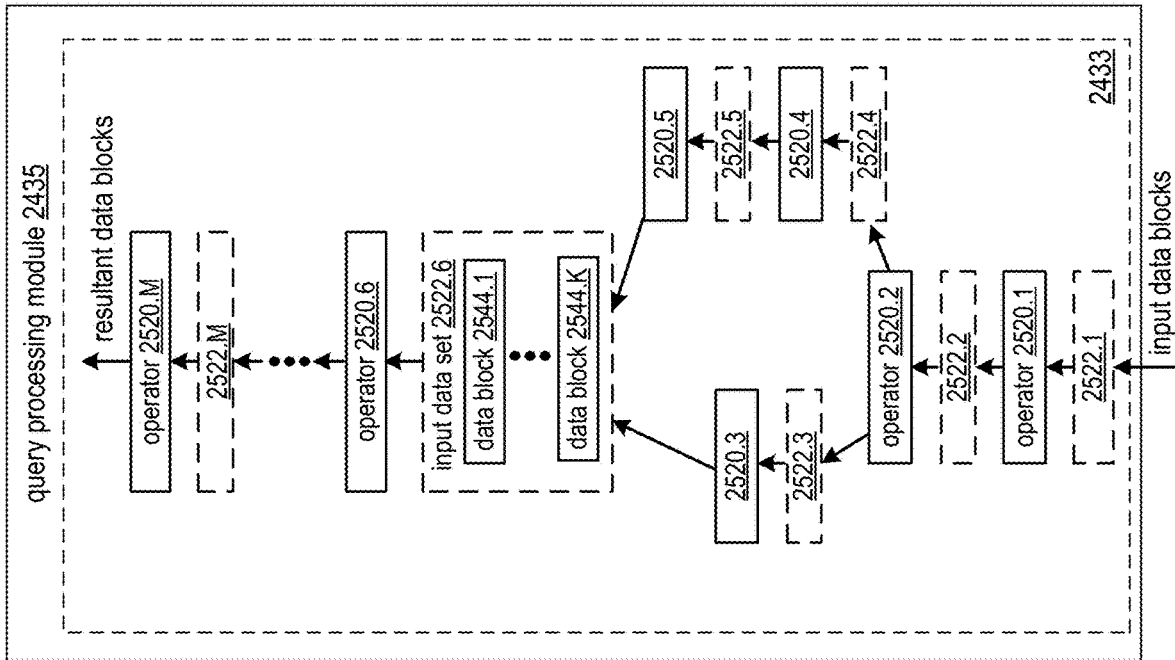 query processing module 2435
resultant data blocks
operator 2520.M
2522.M
operator 2520.6
input data set 2522.6
data block 2544.1
data block 2544.K
2520.5
2522.5
2520.4
2522.4
2520.3
2522.3
operator 2520.2
2522.2
operator 2520.1
2522.1
2433
input data blocks